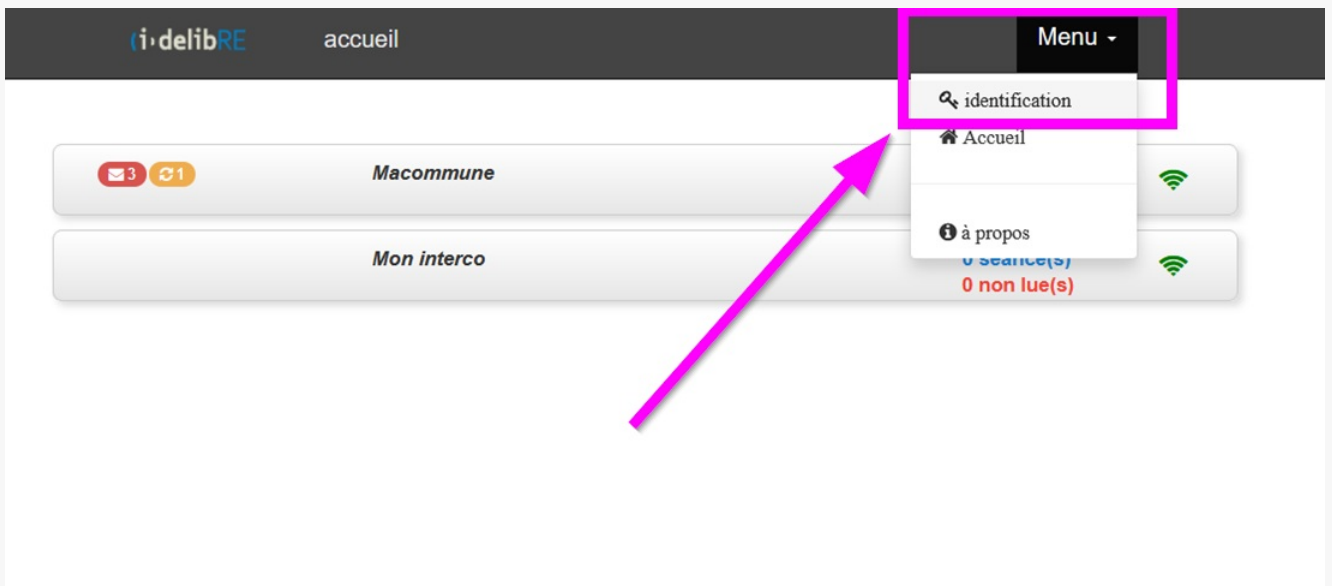 i·delibRE accueil Menu
identification
Accueil
3 1 Macommune
à propos
Mon interco
0 séance(s)
0 non lue(s)